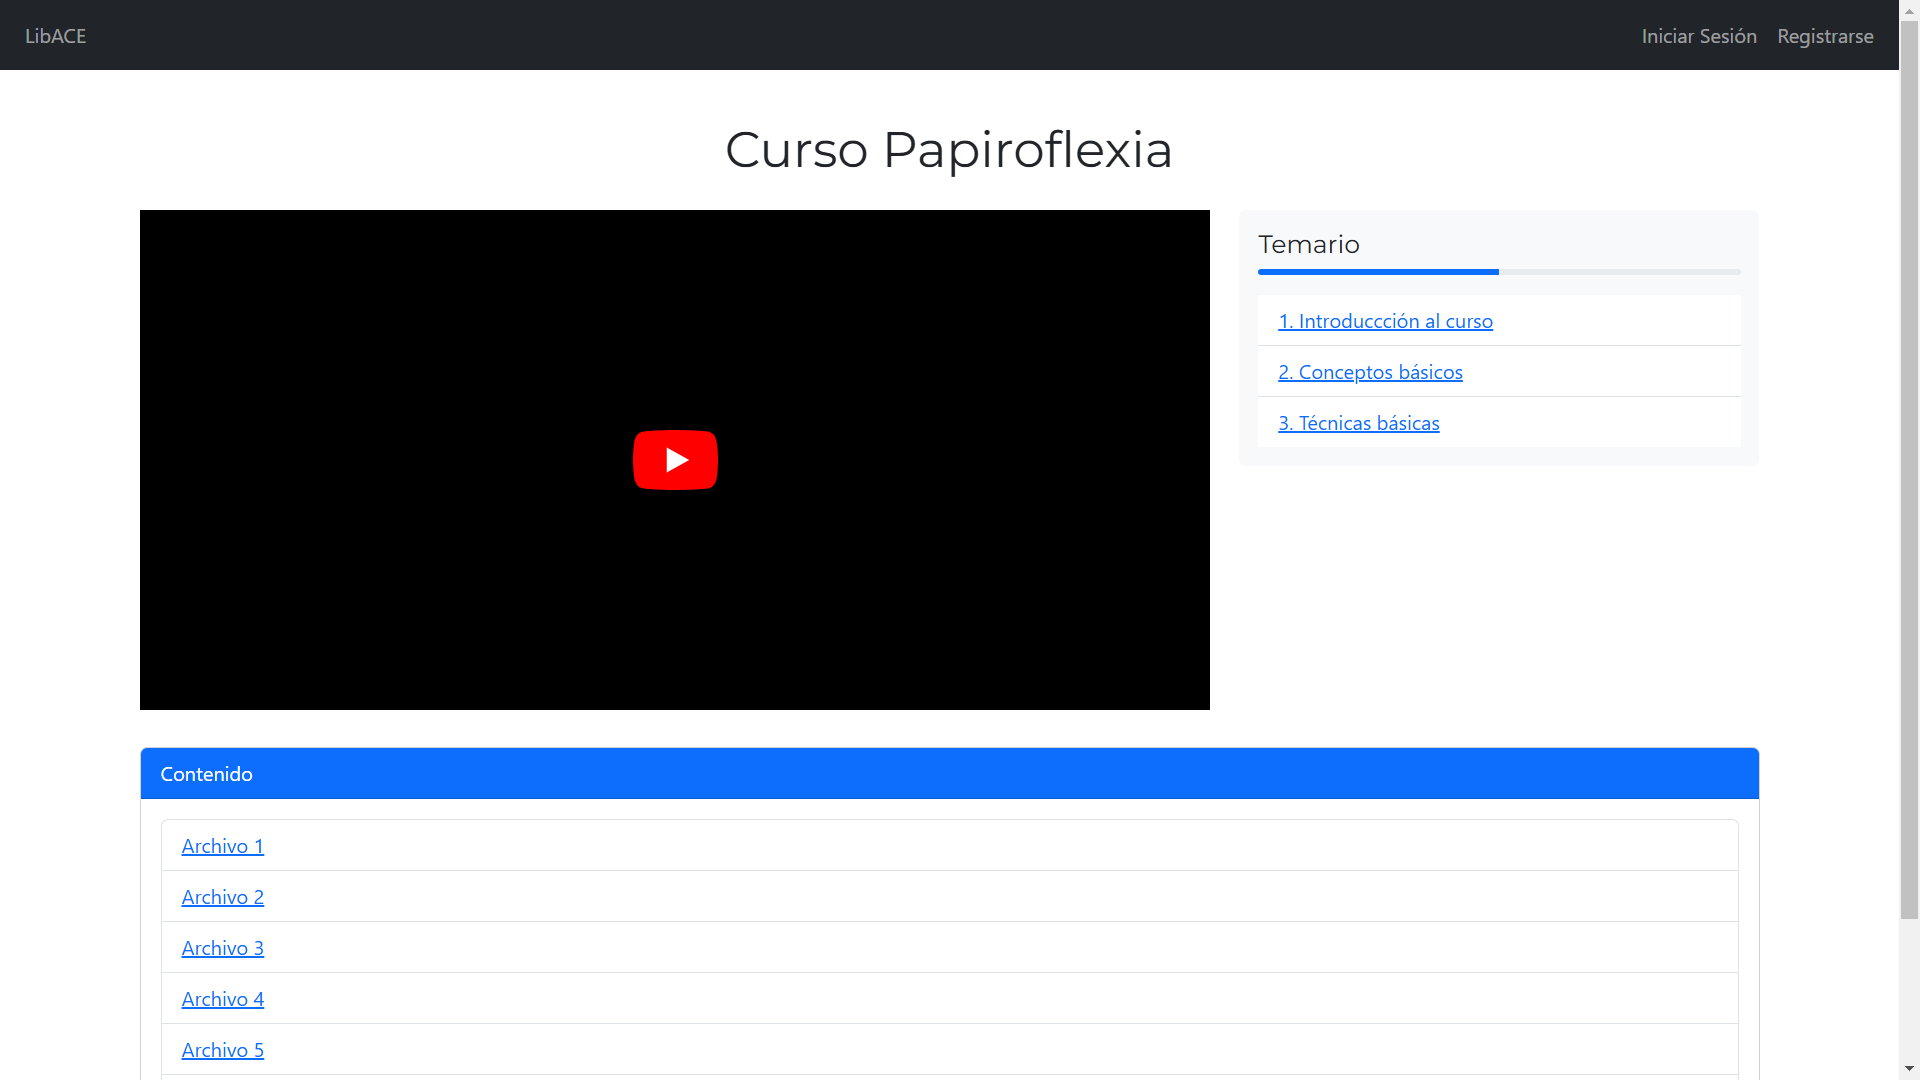 LibACE
Iniciar Sesión
Registrarse
Curso Papiroflexia
Temario
1. Introduccción al curso
2. Conceptos básicos
3. Técnicas básicas
Contenido
Archivo 1
Archivo 2
Archivo 3
Archivo 4
Archivo 5